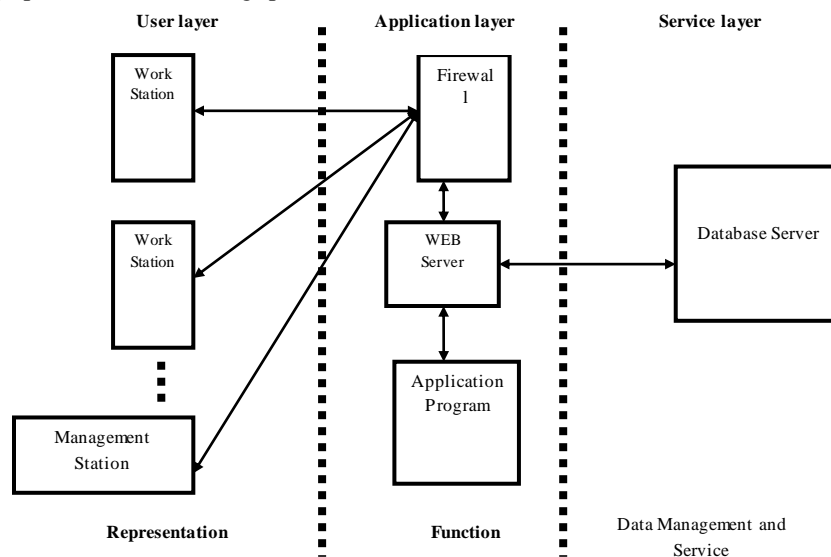 User layer
Application layer
Service layer
Work
Station
Firewal
l
Work
Station
WEB
Server
Database Server
Application
Program
Management
Station
Representation
Function
Data Management and
Service